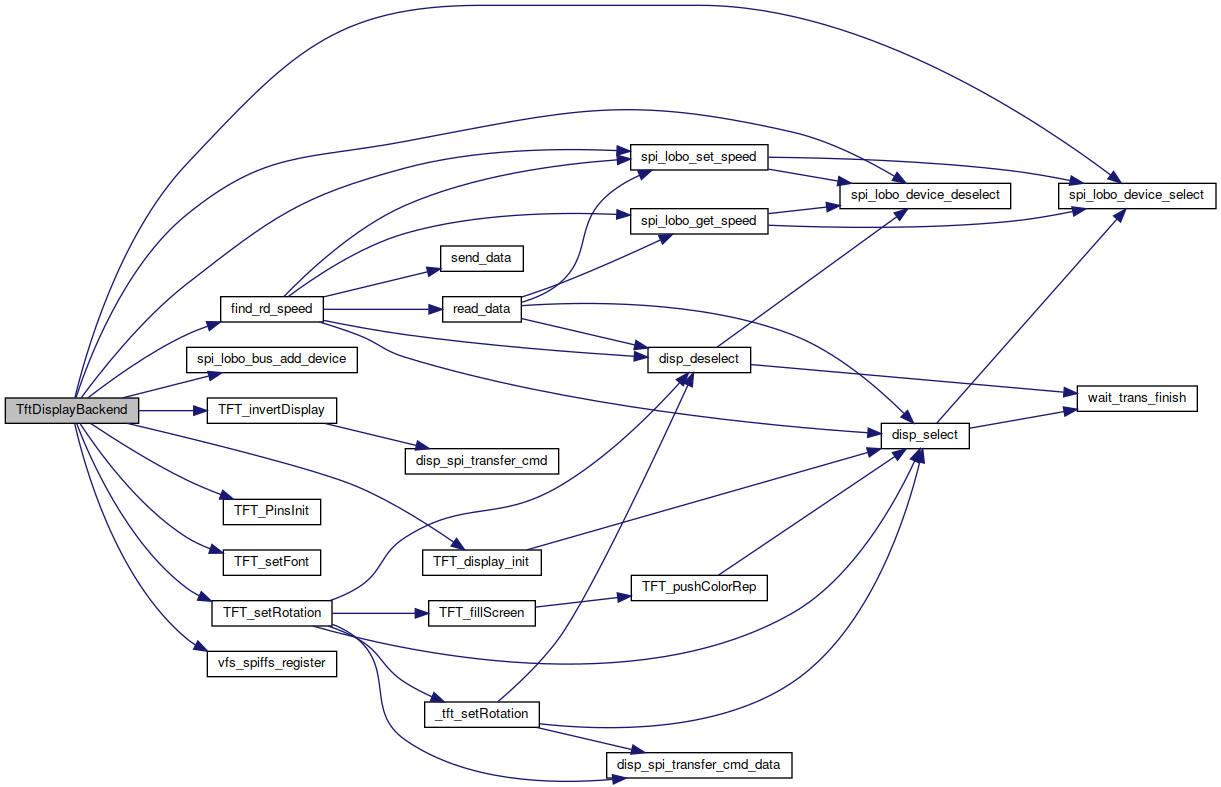 spi_lobo_set_speed
spi_lobo_device_deselect
spi_lobo_device_select
spi_lobo_get_speed
send_data
find_rd_speed
read_data
spi_lobo_bus_add_device
disp_deselect
wait_trans_finish
TftDisplayBackend
TFT_invertDisplay
disp_select
disp_spi_transfer_cmd
TFT_PinsInit
TFT_setFont
TFT_display_init
TFT_pushColorRep
TFT_setRotation
TFT_fillScreen
vfs_spiffs_register
_tft_setRotation
disp_spi_transfer_cmd_data